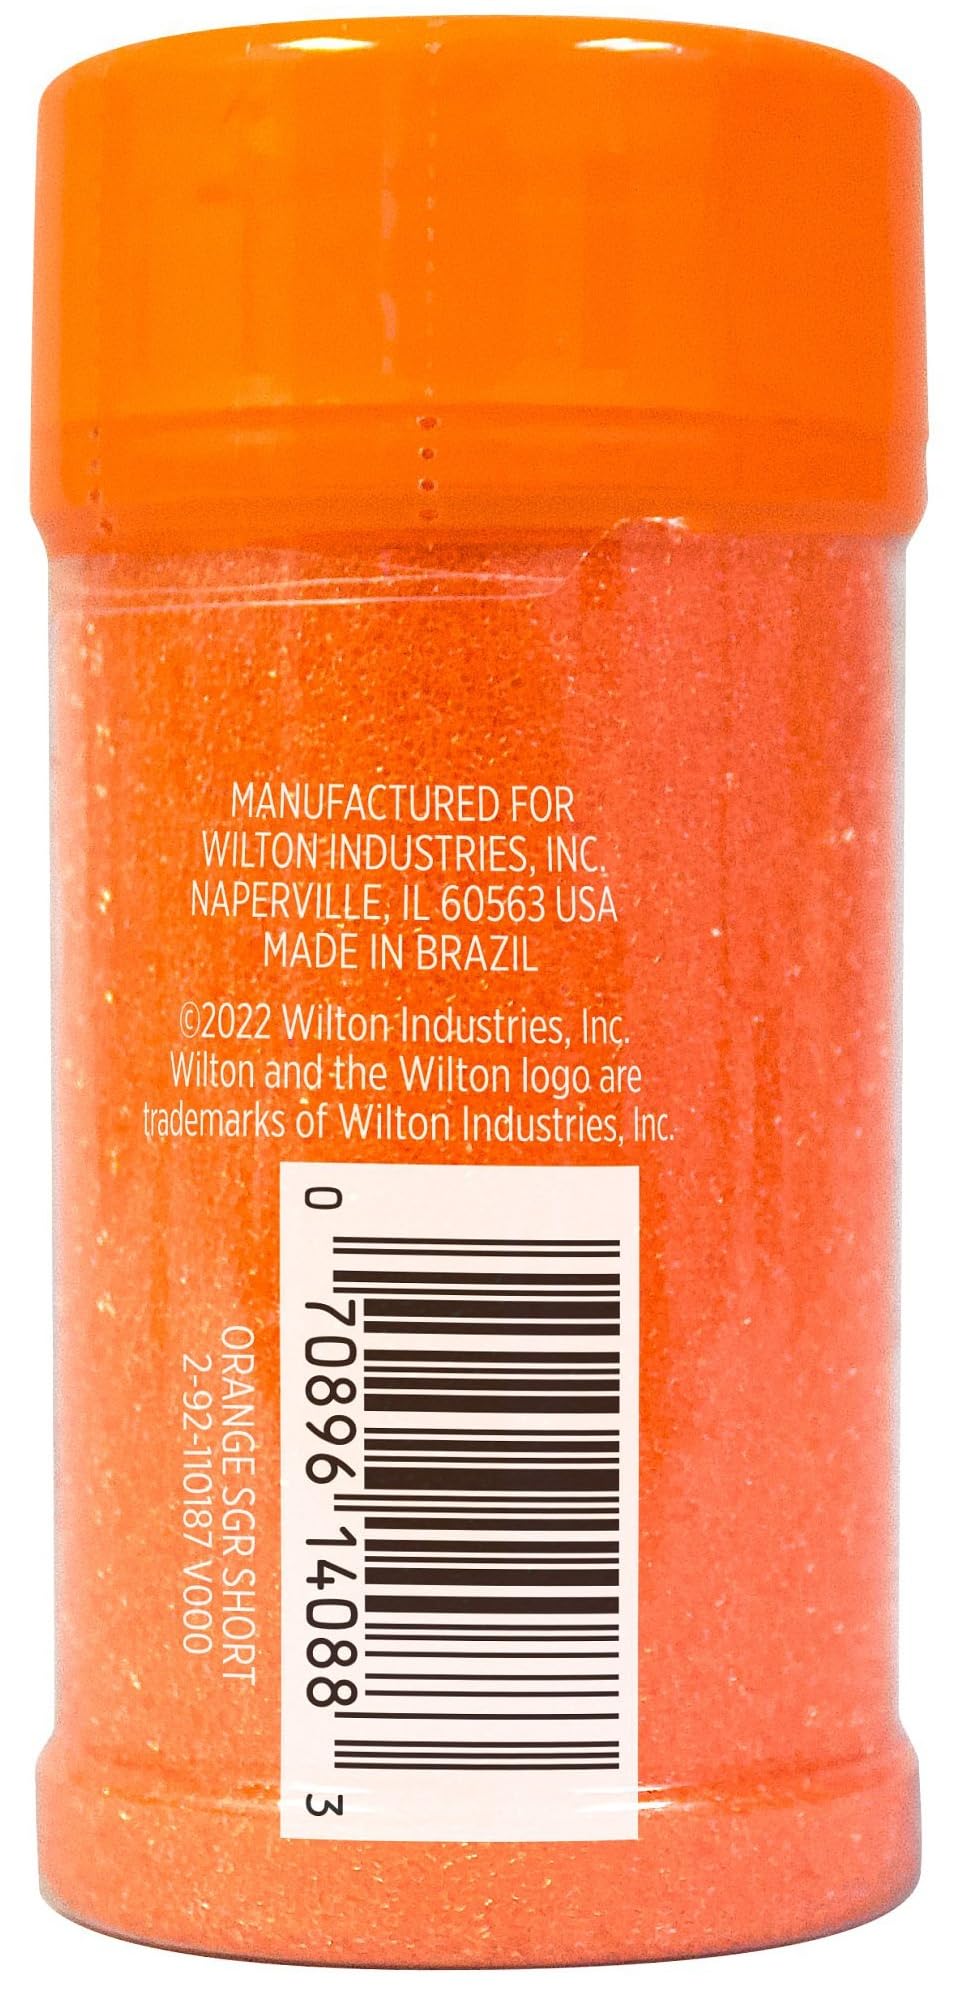 MANUFACTURED FOR
WILTON INDUSTRIES, INC.
NAPERVILLE, IL 60563 USA
MADE IN BRAZIL
©2022 Wilton Industries, Inc.
Wilton and the Wilton logo are
trademarks of Wilton Industries, Inc.
0 70896 14088 3
ORANGE SGR SHORT
2-92-110187 V000